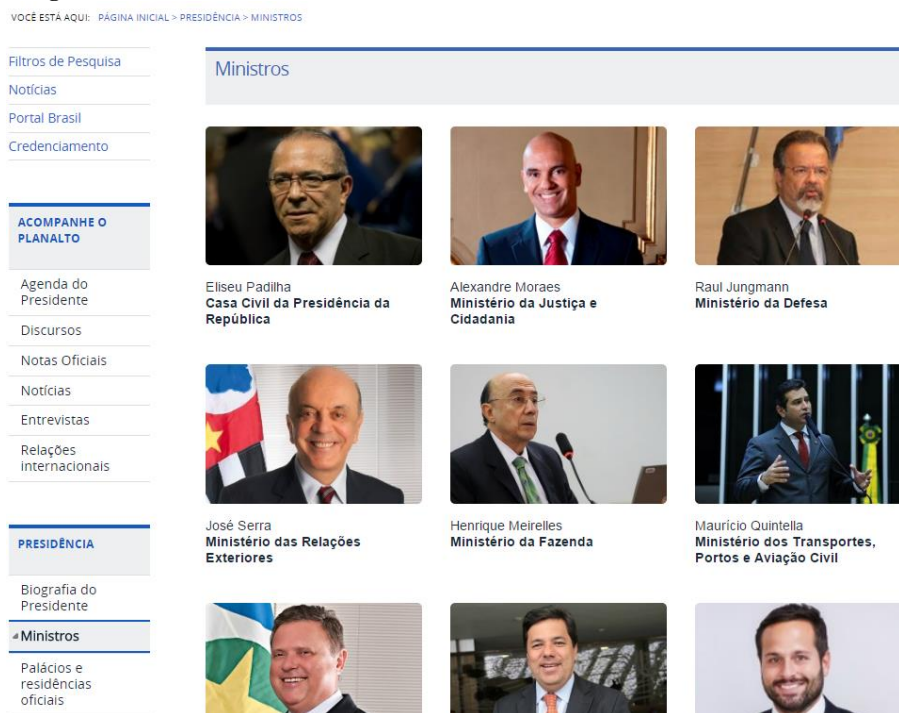 VOCÊ ESTÁ AQUI: PÁGINA INICIAL > PRESIDÊNCIA > MINISTROS
Filtros de Pesquisa
Notícias
Portal Brasil
Credenciamento
ACOMPANHE O
PLANALTO
Agenda do
Presidente
Discursos
Notas Oficiais
Notícias
Entrevistas
Relações
internacionais
PRESIDÊNCIA
Biografia do
Presidente
Ministros
Palácios e
residências
oficiais
Ministros
Eliseu Padilha
Casa Civil da Presidência da
República
Alexandre Moraes
Ministério da Justiça e
Cidadania
Raul Jungmann
Ministério da Defesa
José Serra
Ministério das Relações
Exteriores
Henrique Meirelles
Ministério da Fazenda
Maurício Quintella
Ministério dos Transportes,
Portos e Aviação Civil